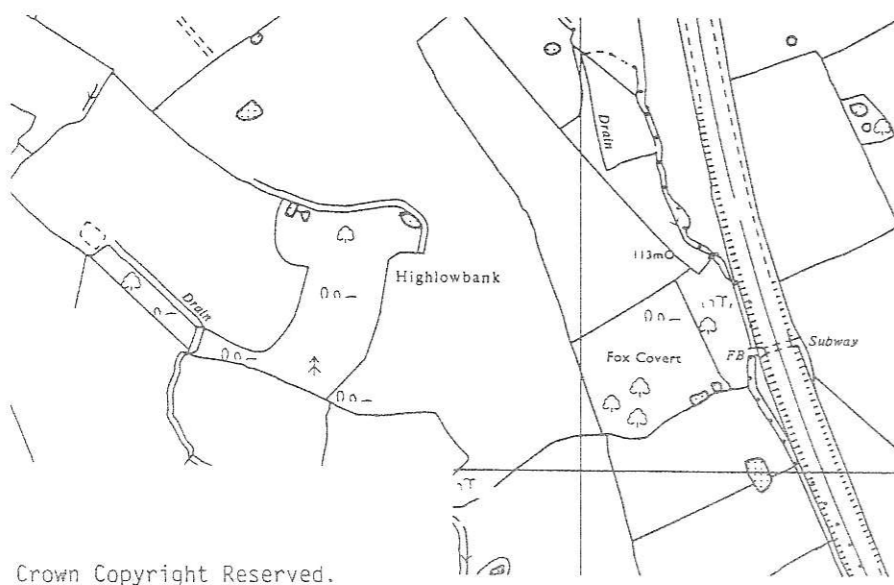 Drain
113m
Highlowbank
Drain
Fox Covert
FB
Subway
Crown Copyright Reserved.